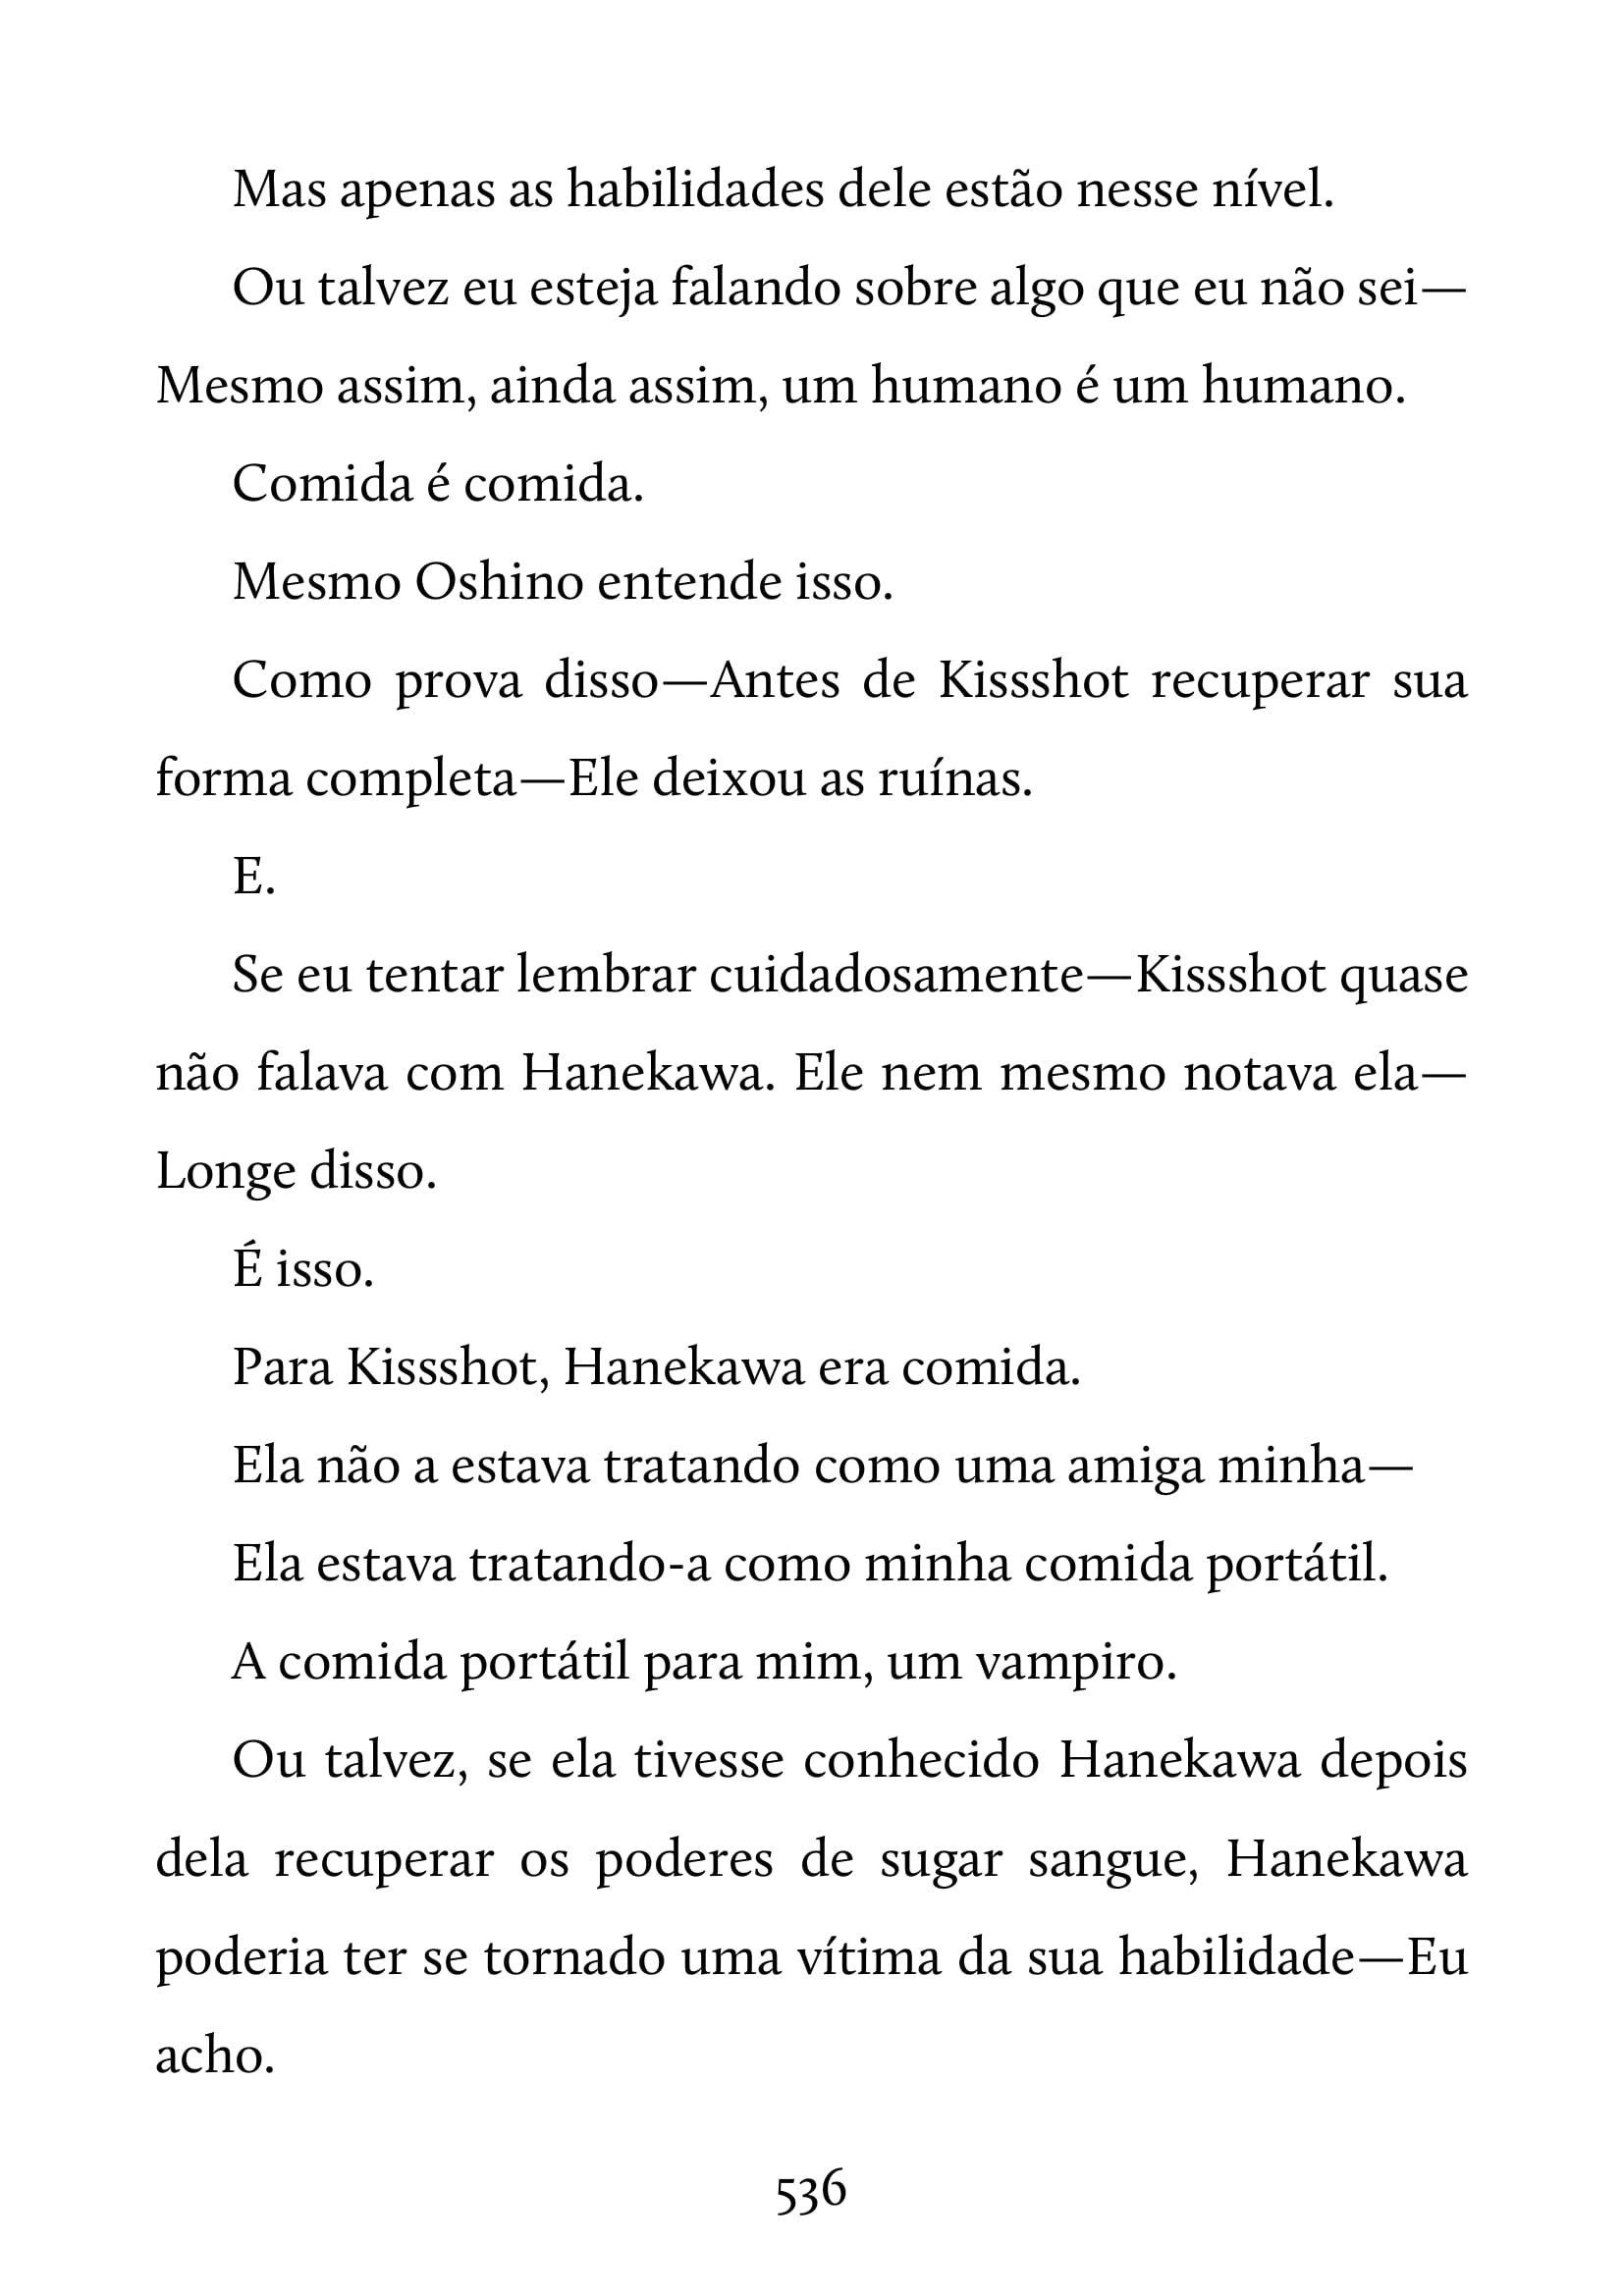 Mas apenas as habilidades dele estão nesse nível.
Ou talvez eu esteja falando sobre algo que eu não sei—
Mesmo assim, ainda assim, um humano é um humano.
Comida é comida.
Mesmo Oshino entende isso.
Como prova disso—Antes de Kissshot recuperar sua
forma completa—Ele deixou as ruínas.
E.
Se eu tentar lembrar cuidadosamente—Kissshot quase
não falava com Hanekawa. Ele nem mesmo notava ela—
Longe disso.
É isso.
Para Kissshot, Hanekawa era comida.
Ela não a estava tratando como uma amiga minha—
Ela estava tratando-a como minha comida portátil.
A comida portátil para mim, um vampiro.
Ou talvez, se ela tivesse conhecido Hanekawa depois
dela recuperar os poderes de sugar sangue, Hanekawa
poderia ter se tornado uma vítima da sua habilidade—Eu
acho.
536